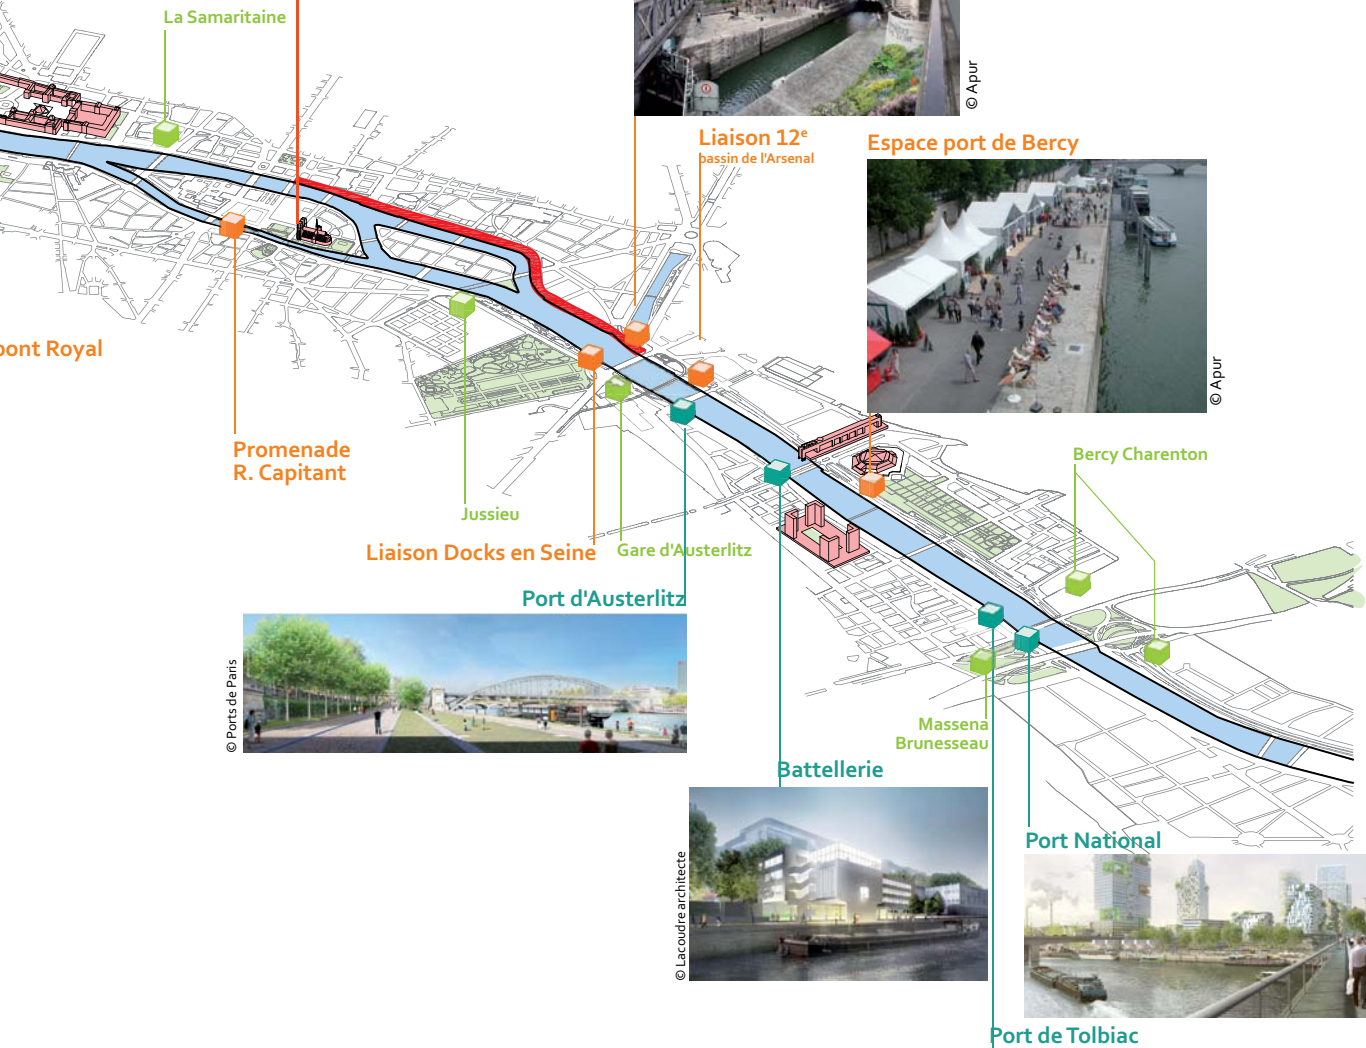 La Samaritaine
© Apur
Liaison 12e
bassin de l'Arsenal
Espace port de Bercy
© Apur
pont Royal
Promenade
R. Capitant
Bercy Charenton
Jussieu
Liaison Docks en Seine
Gare d'Austerlitz
Port d'Austerlitz
© Ports de Paris
Massena
Brunesseau
Battellerie
© Lacoudre architecte
Port National
Port de Tolbiac